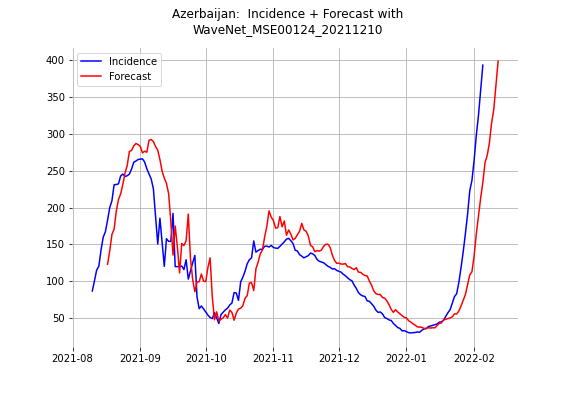 Azerbaijan:  Incidence + Forecast with
WaveNet_MSE00124_20211210
Incidence
Forecast
400
350
300
250
200
150
100
50
2021-08 2021-09 2021-10 2021-11 2021-12 2022-01 2022-02